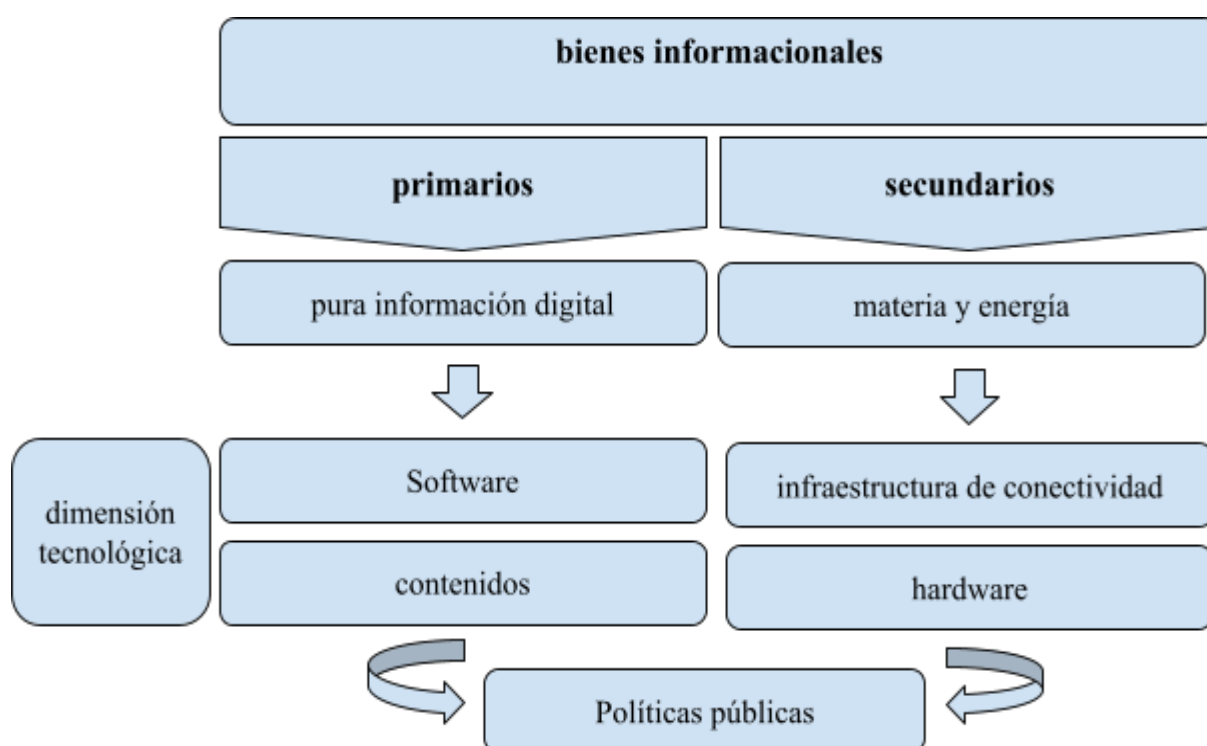 bienes informacionales
primarios
secundarios
pura información digital
materia y energía
dimensión
tecnológica
Software
infraestructura de conectividad
contenidos
hardware
Políticas públicas